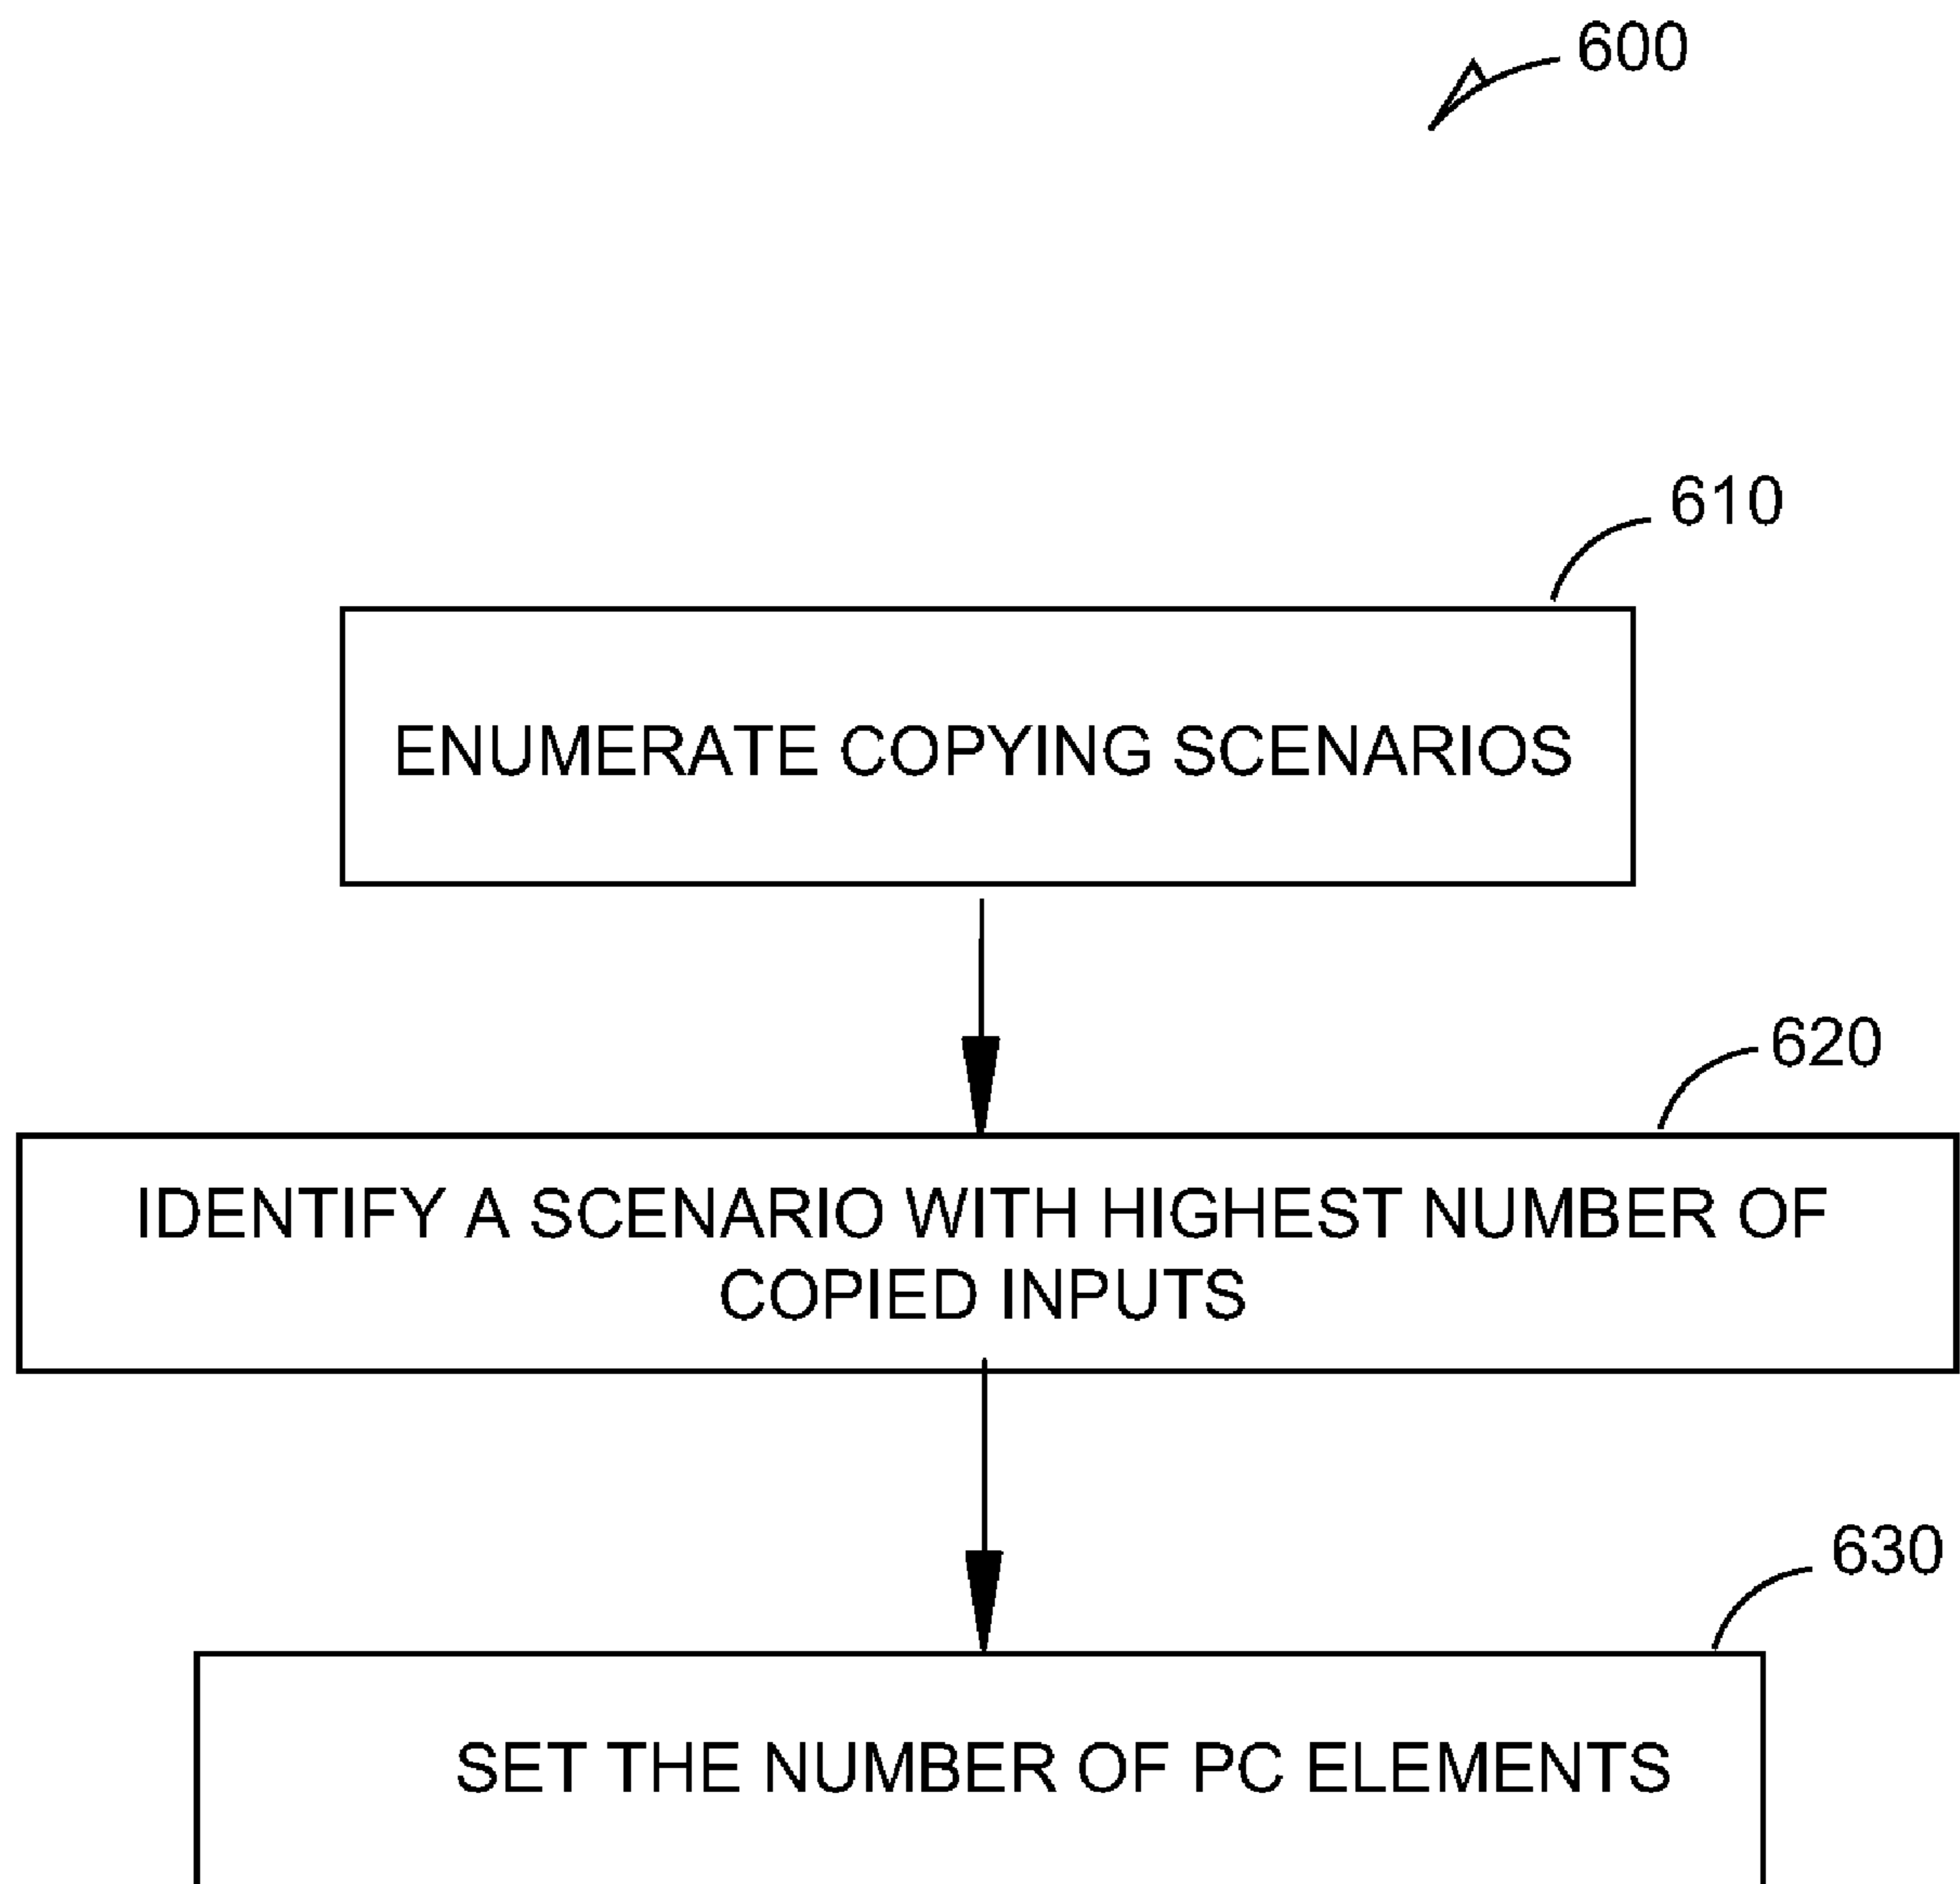 600
610
ENUMERATE COPYING SCENARIOS
620
IDENTIFY A SCENARIO WITH HIGHEST NUMBER OF
COPIED INPUTS
630
SET THE NUMBER OF PC ELEMENTS